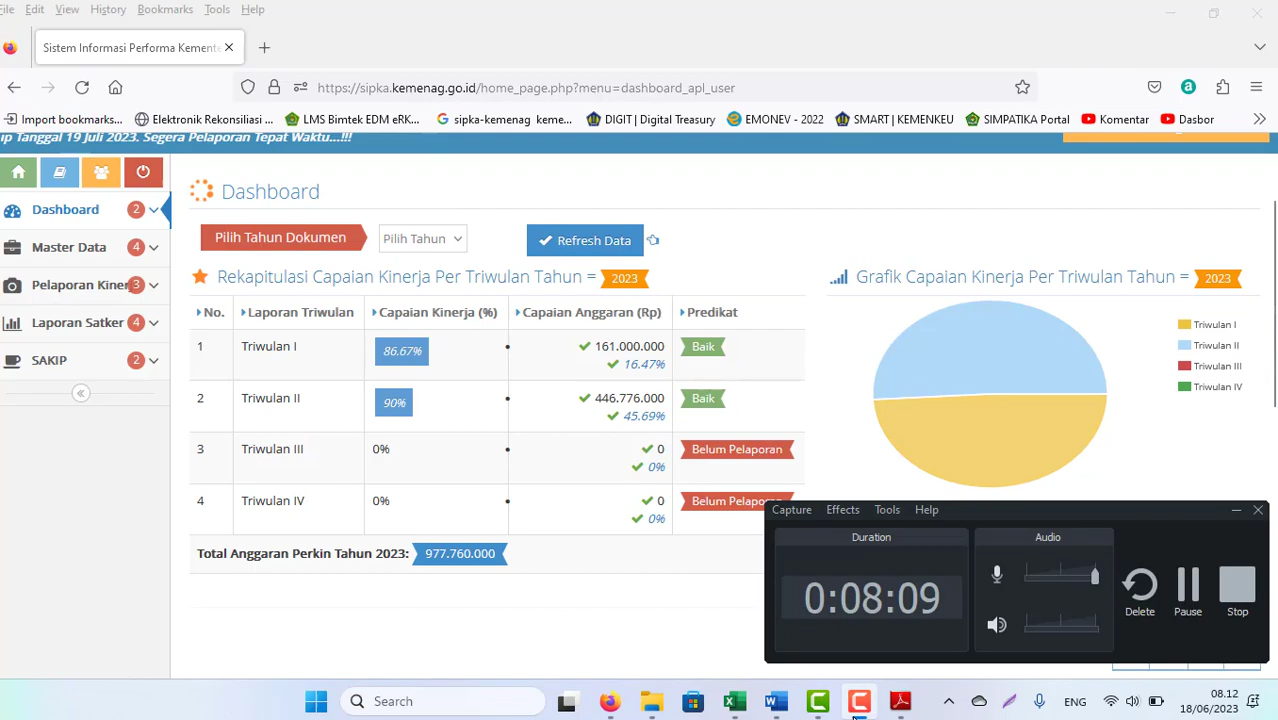 File Edit View History Bookmarks Tools Help
Sistem Informasi Performa Kemente
https://sipka.kemenag.go.id/home_page.php?menu=dashboard_apl_user
Import bookmarks... Elektronik Rekonsiliasi ... LMS Bimtek EDM eRK... sipka-kemenag keme... DIGIT | Digital Treasury EMONEV - 2022 SMART | KEMENKEU SIMPATIKA Portal Komentar Dasbor
up Tanggal 19 Juli 2023. Segera Pelaporan Tepat Waktu...!!!
Dashboard 2
Master Data 4
Pelaporan Kiner 3
Laporan Satker 4
SAKIP 2
Dashboard
Pilih Tahun Dokumen Pilih Tahun Refresh Data
Rekapitulasi Capaian Kinerja Per Triwulan Tahun = 2023
No. Laporan Triwulan Capaian Kinerja (%) Capaian Anggaran (Rp) Predikat
1 Triwulan I 86.67% 161.000.000 Baik
16.47%
2 Triwulan II 90% 446.776.000 Baik
45.69%
3 Triwulan III 0% 0 Belum Pelaporan
0%
4 Triwulan IV 0% 0 Belum Pelaporan
0%
Total Anggaran Perkin Tahun 2023: 977.760.000
Grafik Capaian Kinerja Per Triwulan Tahun = 2023
Triwulan I
Triwulan II
Triwulan III
Triwulan IV
Capture Effects Tools Help
Duration Audio
0:08:09
Delete Pause Stop
Search
ENG
08.12
18/06/2023